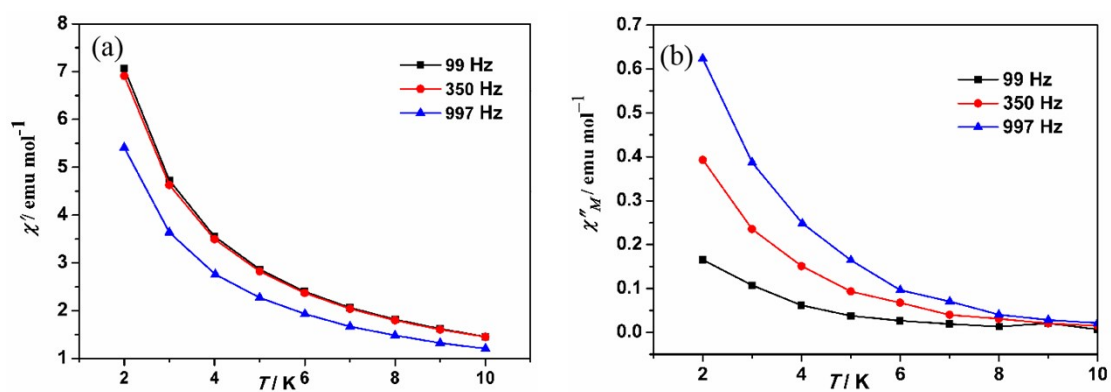 (a)
99 Hz
350 Hz
997 Hz
χ′/ emu mol⁻¹
8
7
6
5
4
3
2
1
2 4 6 8 10
T / K
(b)
99 Hz
350 Hz
997 Hz
χ″M / emu mol⁻¹
0.7
0.6
0.5
0.4
0.3
0.2
0.1
0.0
2 4 6 8 10
T / K